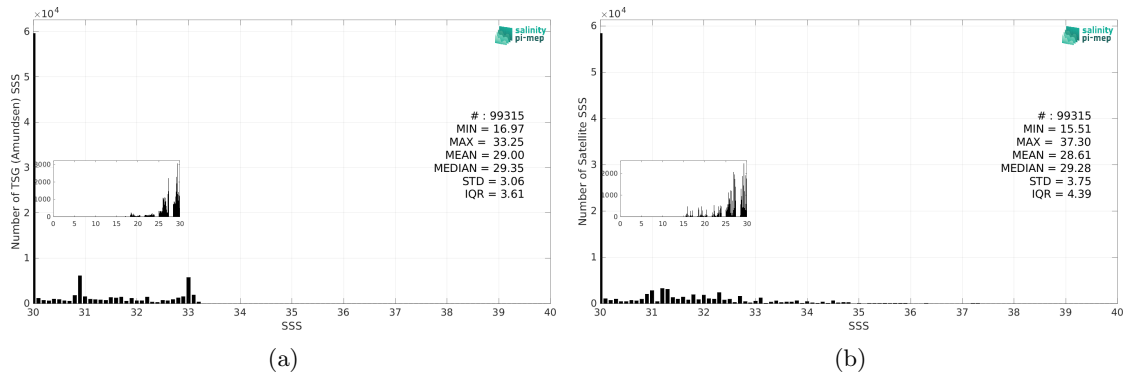 ×10⁴
6
5
4
3
2
1
0
Number of TSG (Amundsen) SSS
salinity
pi-mep
# : 99315
MIN = 16.97
MAX = 33.25
MEAN = 29.00
MEDIAN = 29.35
STD = 3.06
IQR = 3.61
3000
2000
1000
0
0 5 10 15 20 25 30
30 31 32 33 34 35 36 37 38 39 40
SSS
(a)
×10⁴
6
5
4
3
2
1
0
Number of Satellite SSS
salinity
pi-mep
# : 99315
MIN = 15.51
MAX = 37.30
MEAN = 28.61
MEDIAN = 29.28
STD = 3.75
IQR = 4.39
2000
1000
0
0 5 10 15 20 25 30
30 31 32 33 34 35 36 37 38 39 40
SSS
(b)